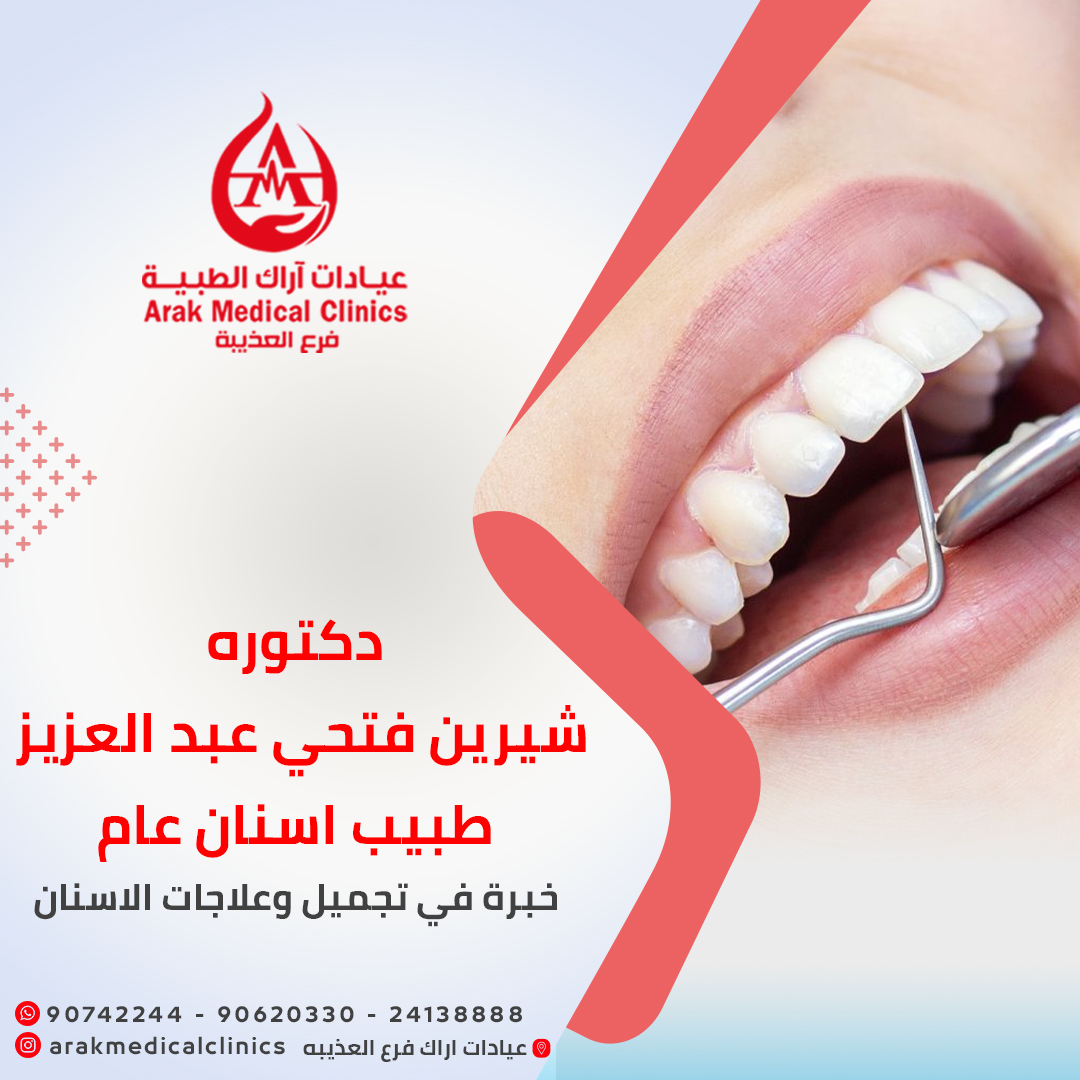 عيادات آراك الطبية
Arak Medical Clinics
فرع العذيبة
دكتوره
شيرين فتحي عبد العزيز
طبيب اسنان عام
خبرة في تجميل وعلاجات الاسنان
90742244 - 90620330 - 24138888
arakmedicalclinics عيادات اراك فرع العذيبه